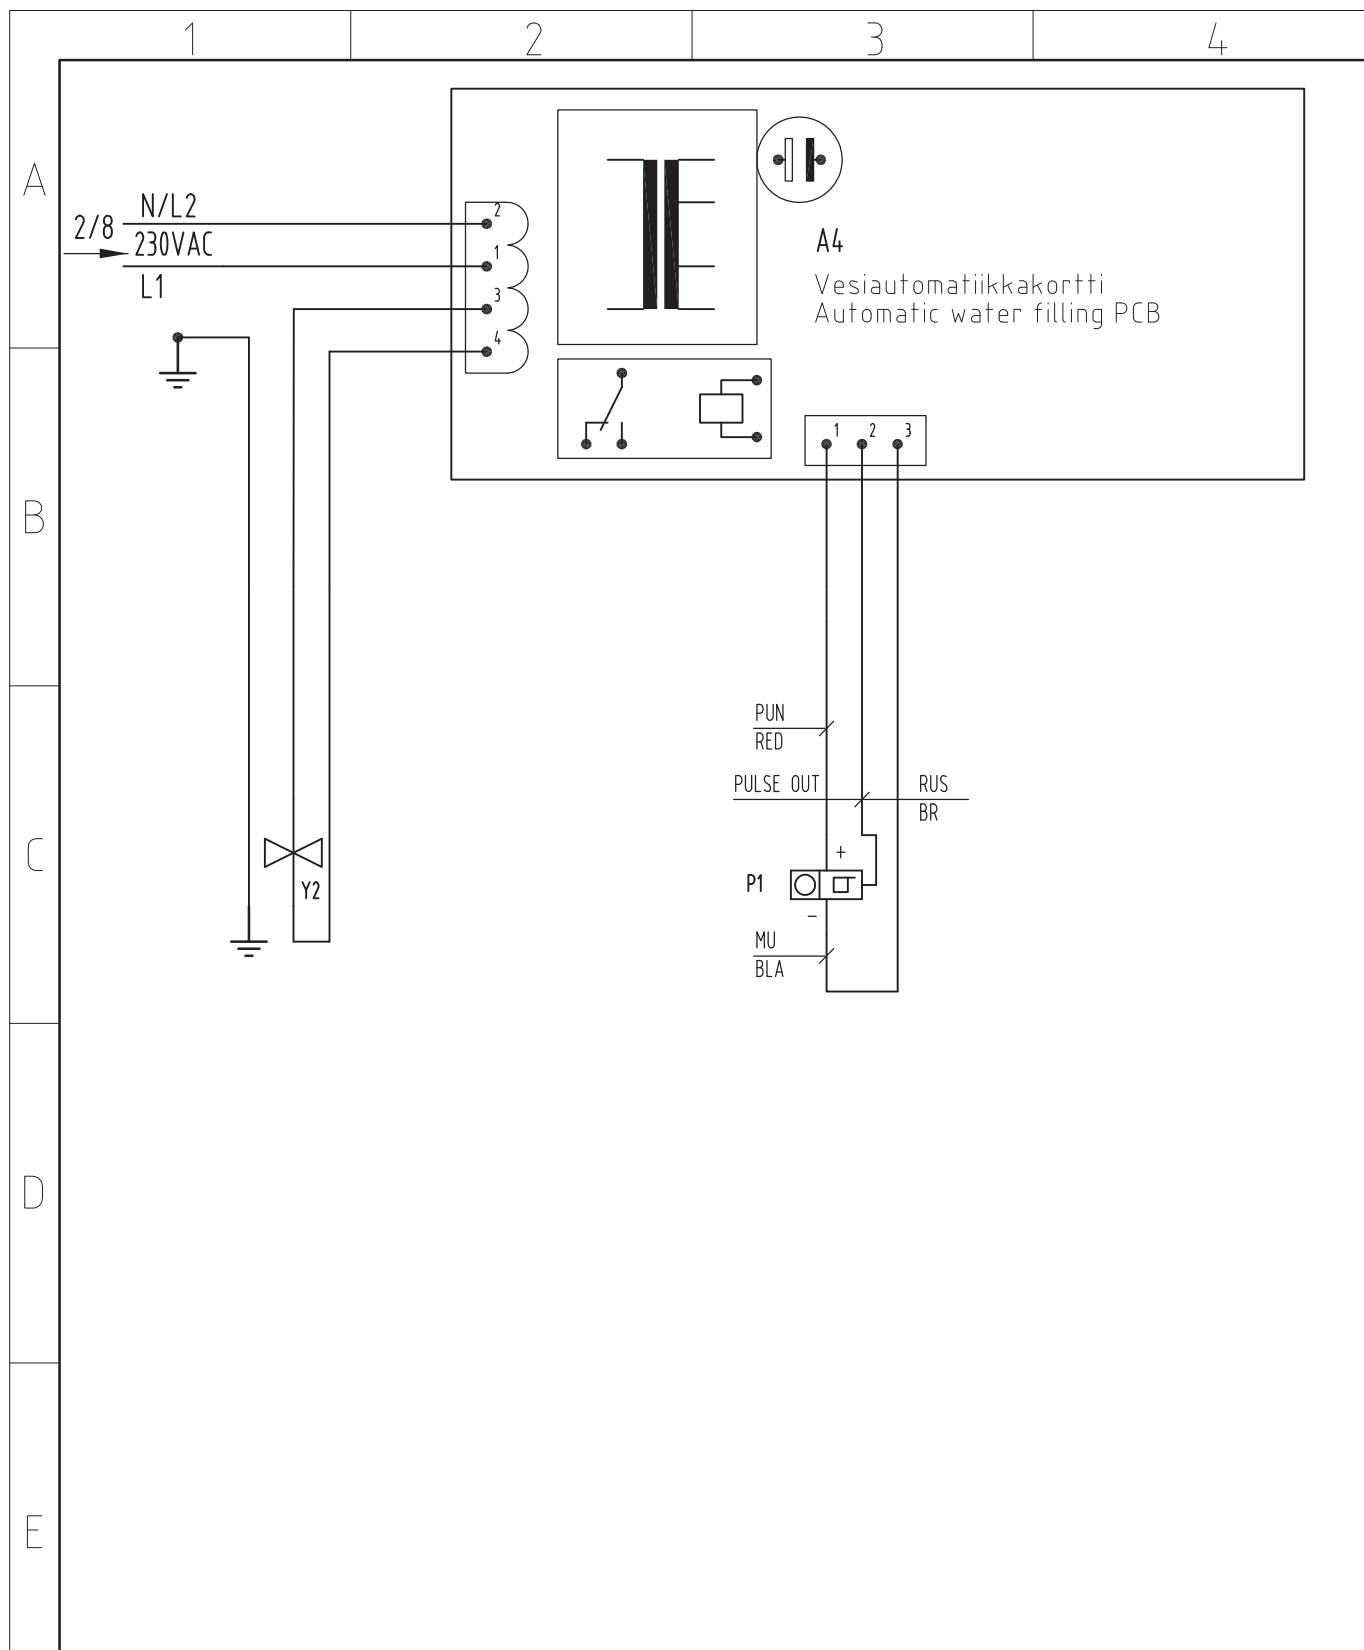 1 2 3 4
A
B
C
D
E
2/8
N/L2
230VAC
L1
2
1
3
4
A4
Vesiautomatiikkakortti
Automatic water filling PCB
1 2 3
PUN
RED
PULSE OUT
RUS
BR
+
P1
-
MU
BLA
Y2